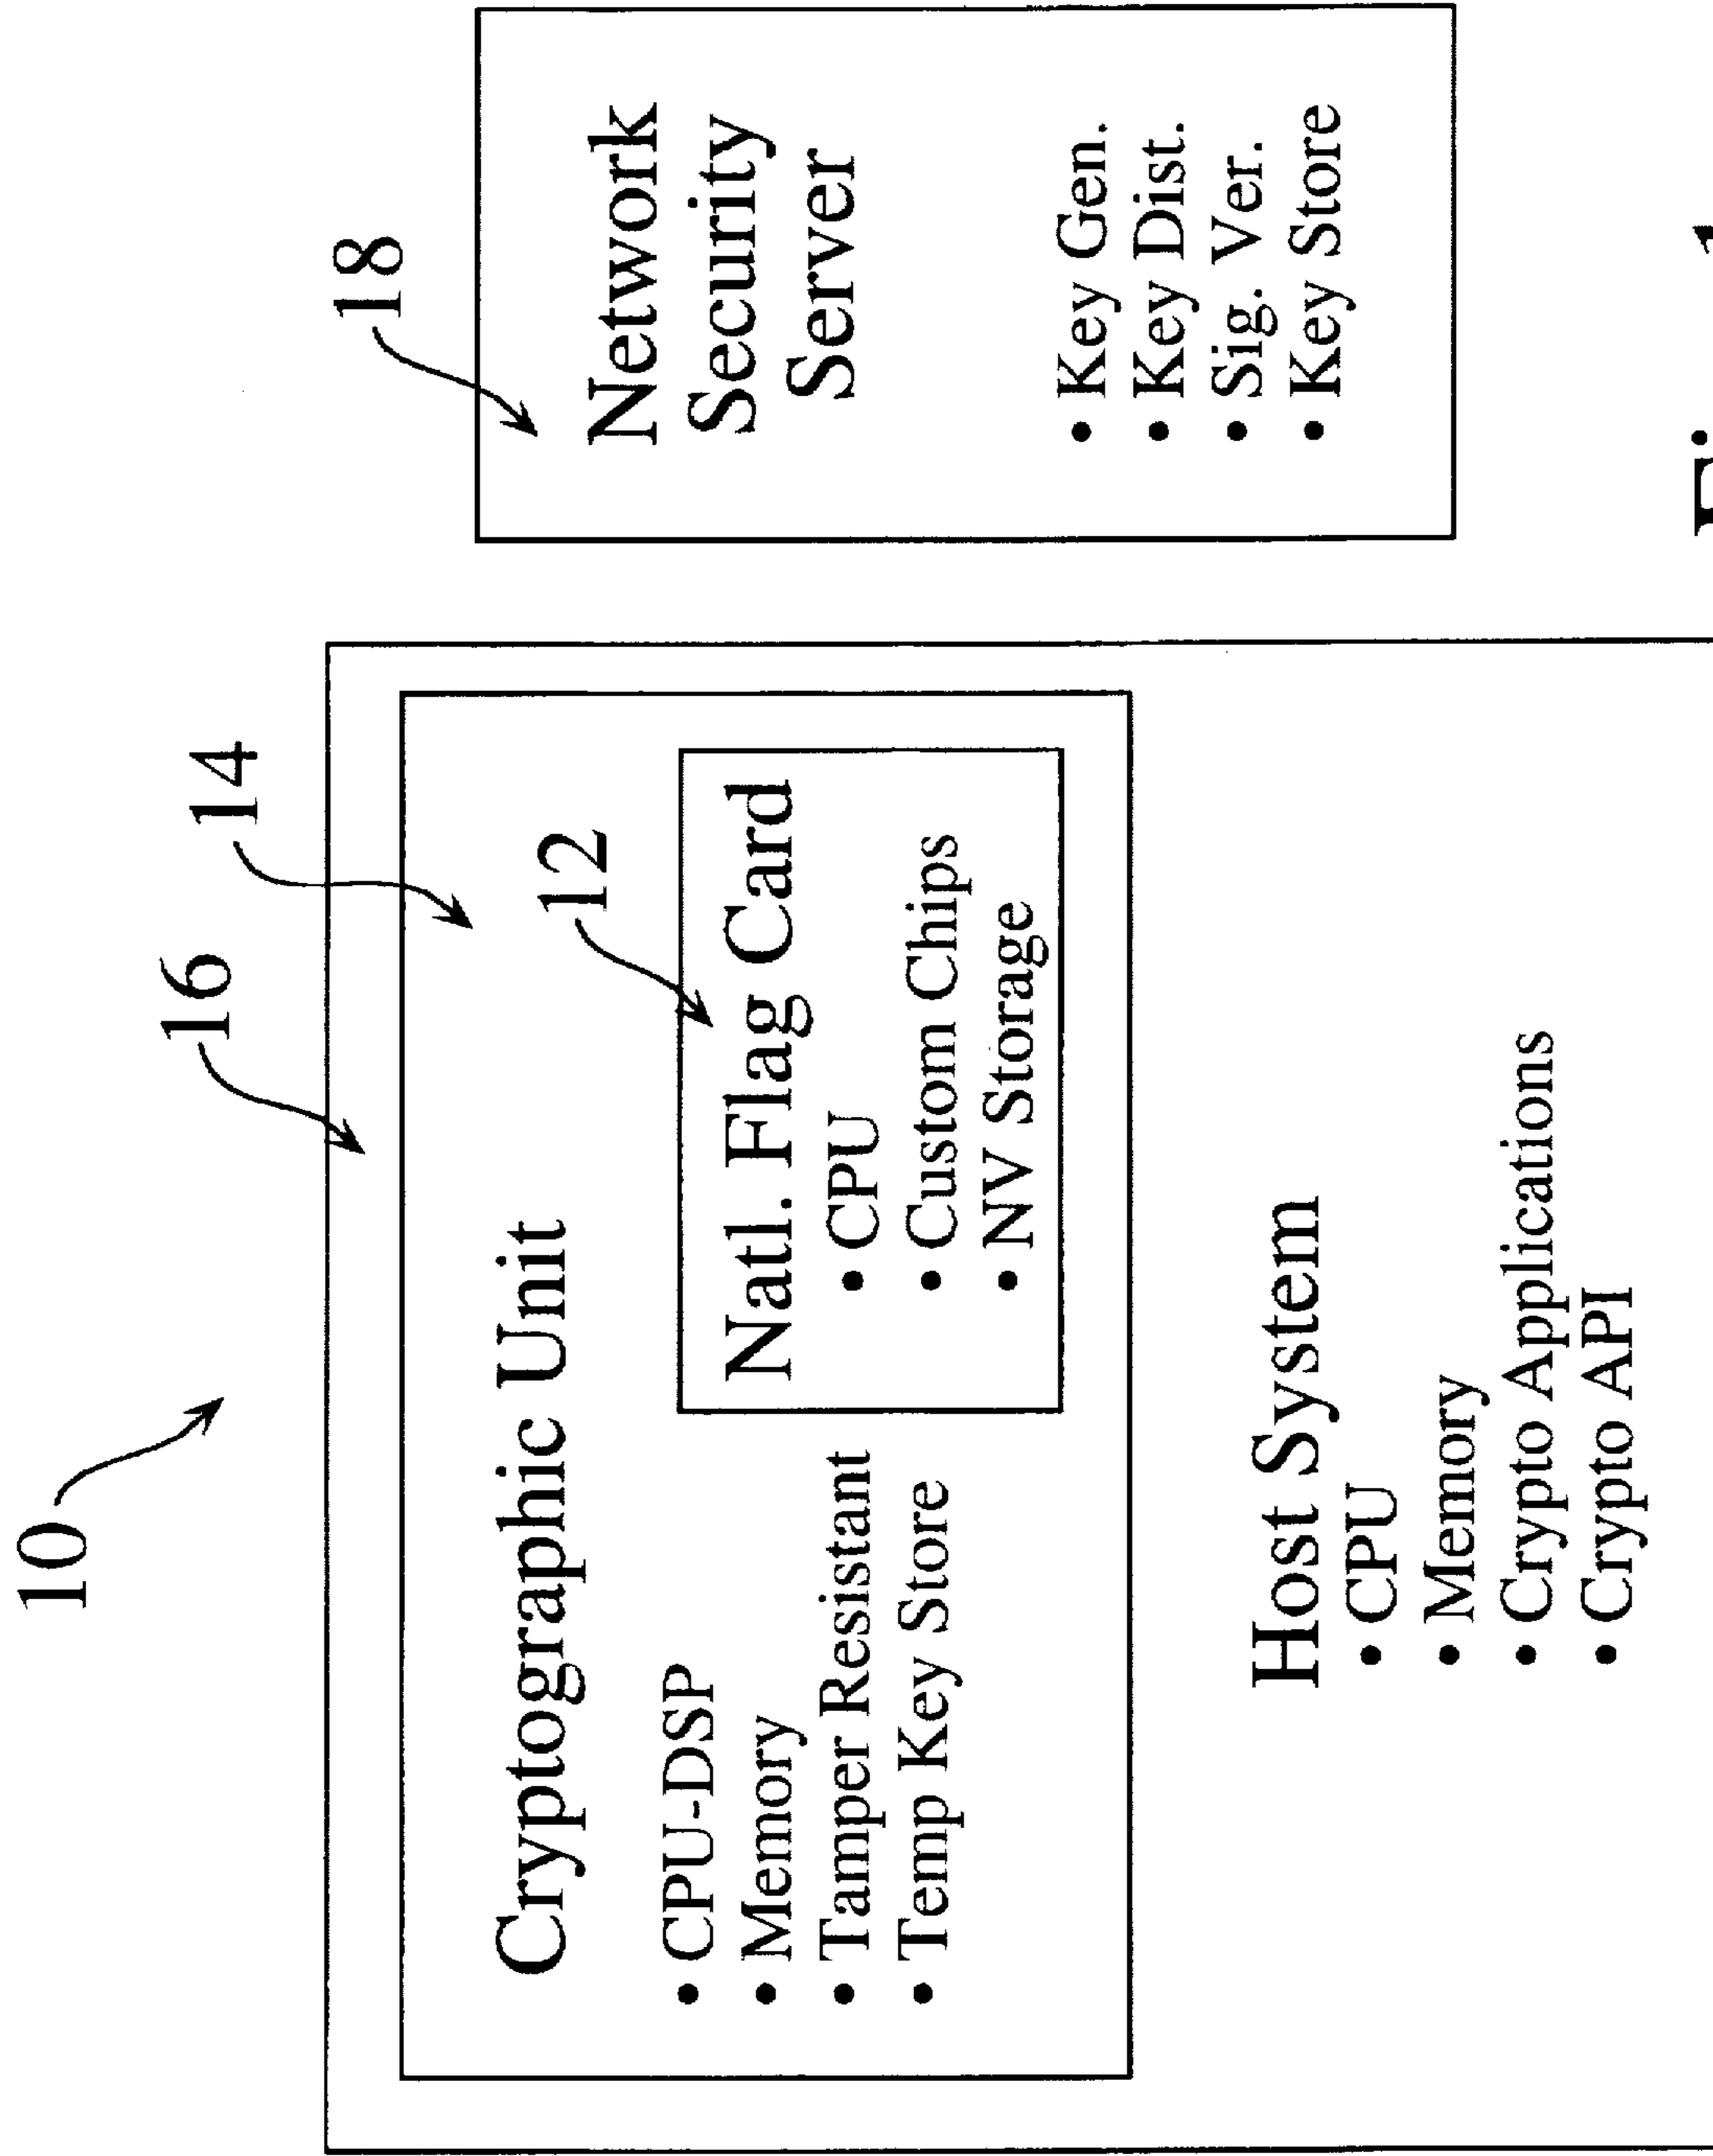 10
16
14
Cryptographic Unit
• CPU-DSP
• Memory
• Tamper Resistant
• Temp Key Store
12
Natl. Flag Card
• CPU
• Custom Chips
• NV Storage
Host System
• CPU
• Memory
• Crypto Applications
• Crypto API
18
Network
Security
Server
• Key Gen.
• Key Dist.
• Sig. Ver.
• Key Store